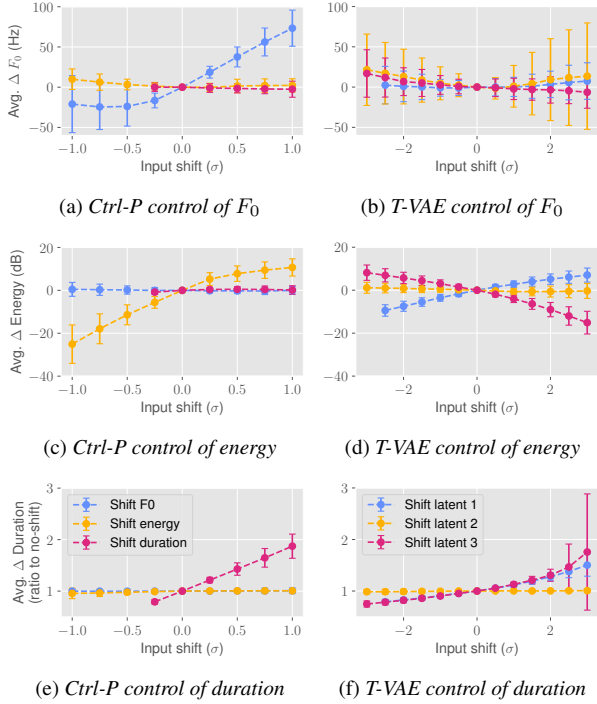 100
50
0
−50
−1.0 −0.5 0.0 0.5 1.0
Input shift (σ)
Avg. Δ F₀ (Hz)
(a) Ctrl-P control of F₀
100
50
0
−50
−2 0 2
Input shift (σ)
(b) T-VAE control of F₀
20
0
−20
−40
−1.0 −0.5 0.0 0.5 1.0
Input shift (σ)
Avg. Δ Energy (dB)
(c) Ctrl-P control of energy
20
0
−20
−40
−2 0 2
Input shift (σ)
(d) T-VAE control of energy
3
2
1
Shift F0
Shift energy
Shift duration
−1.0 −0.5 0.0 0.5 1.0
Input shift (σ)
Avg. Δ Duration
(ratio to no-shift)
(e) Ctrl-P control of duration
3
2
1
Shift latent 1
Shift latent 2
Shift latent 3
−2 0 2
Input shift (σ)
(f) T-VAE control of duration